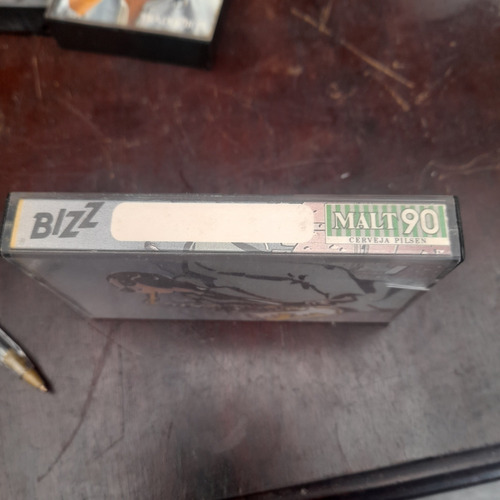 BIZZ
MALT 90
CERVEJA PILSEN